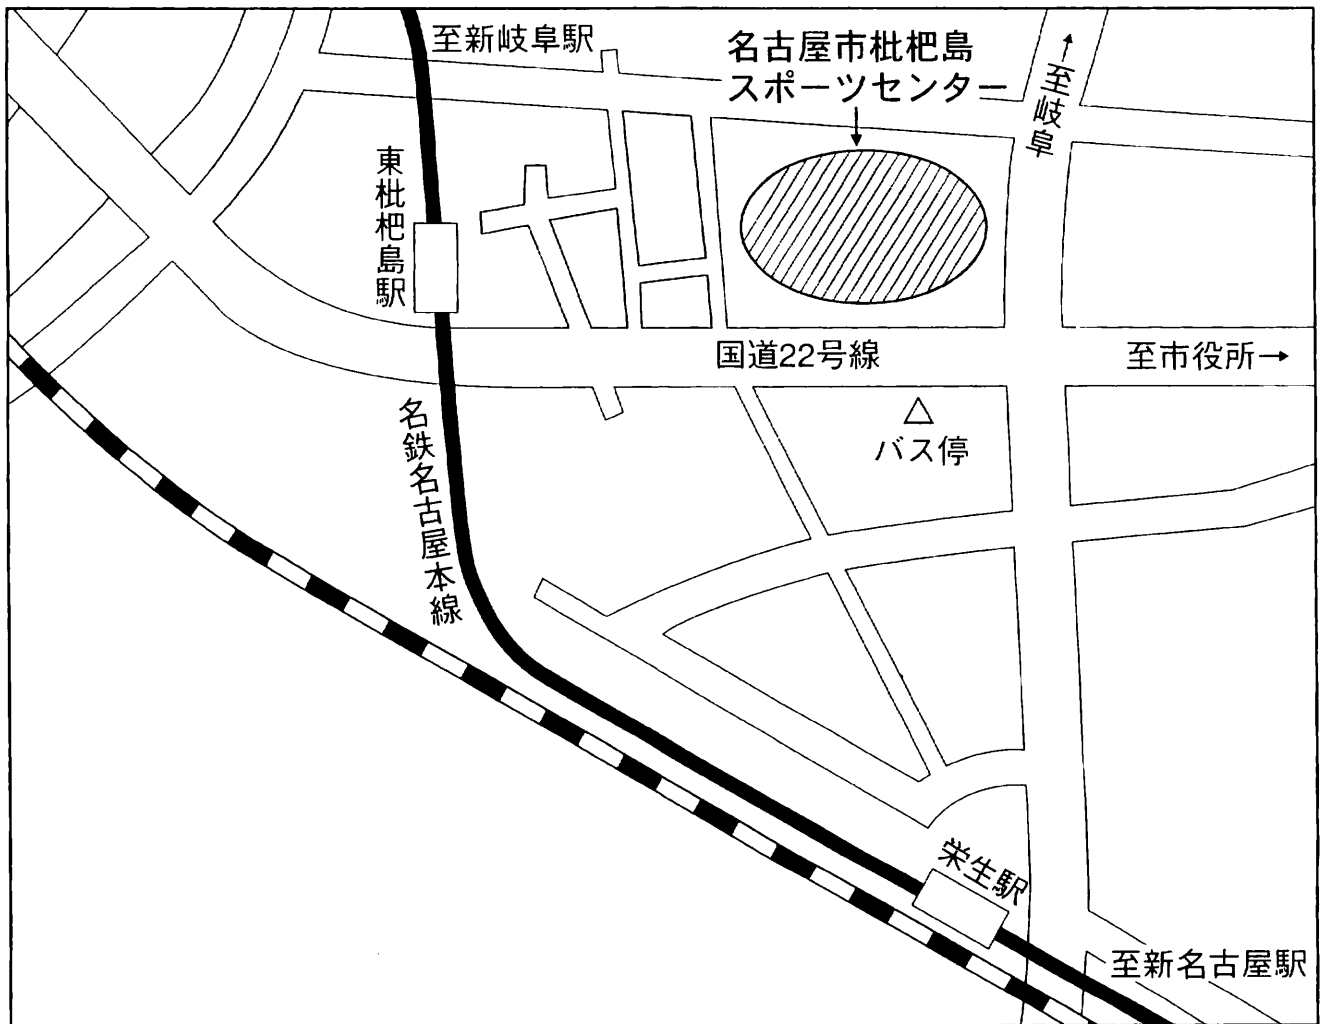 至新岐阜駅
名古屋市枇杷島
スポーツセンター
↑至岐阜
東枇杷島駅
国道22号線
至市役所→
バス停
名鉄名古屋本線
栄生駅
至新名古屋駅